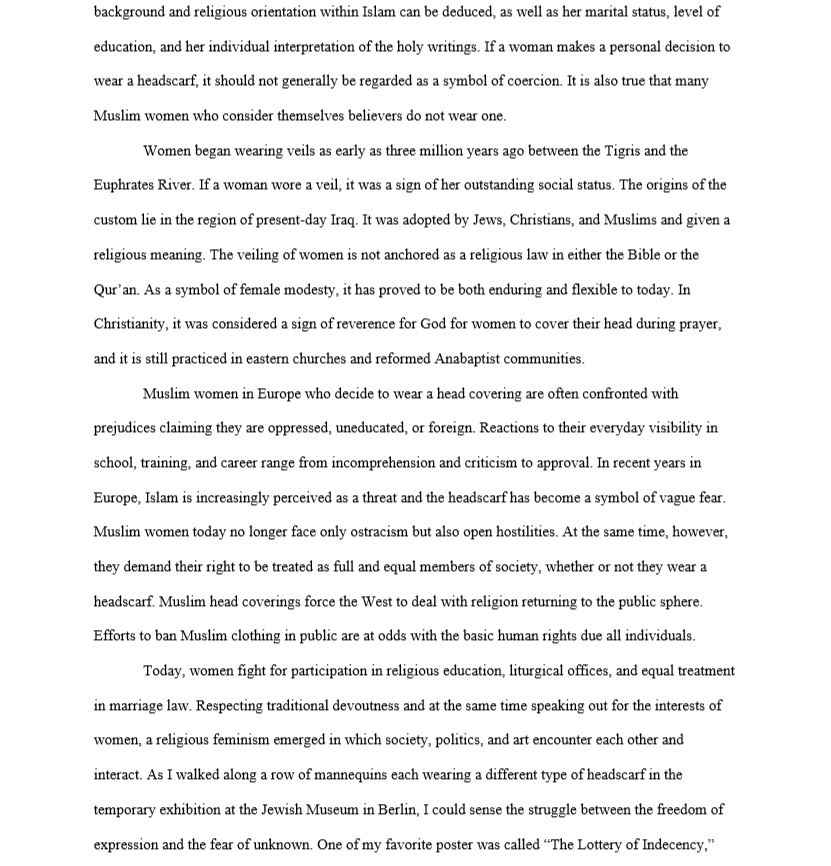 background and religious orientation within Islam can be deduced, as well as her marital status, level of
education, and her individual interpretation of the holy writings. If a woman makes a personal decision to
wear a headscarf, it should not generally be regarded as a symbol of coercion. It is also true that many
Muslim women who consider themselves believers do not wear one.
Women began wearing veils as early as three million years ago between the Tigris and the
Euphrates River. If a woman wore a veil, it was a sign of her outstanding social status. The origins of the
custom lie in the region of present-day Iraq. It was adopted by Jews, Christians, and Muslims and given a
religious meaning. The veiling of women is not anchored as a religious law in either the Bible or the
Qur’an. As a symbol of female modesty, it has proved to be both enduring and flexible to today. In
Christianity, it was considered a sign of reverence for God for women to cover their head during prayer,
and it is still practiced in eastern churches and reformed Anabaptist communities.
Muslim women in Europe who decide to wear a head covering are often confronted with
prejudices claiming they are oppressed, uneducated, or foreign. Reactions to their everyday visibility in
school, training, and career range from incomprehension and criticism to approval. In recent years in
Europe, Islam is increasingly perceived as a threat and the headscarf has become a symbol of vague fear.
Muslim women today no longer face only ostracism but also open hostilities. At the same time, however,
they demand their right to be treated as full and equal members of society, whether or not they wear a
headscarf. Muslim head coverings force the West to deal with religion returning to the public sphere.
Efforts to ban Muslim clothing in public are at odds with the basic human rights due all individuals.
Today, women fight for participation in religious education, liturgical offices, and equal treatment
in marriage law. Respecting traditional devoutness and at the same time speaking out for the interests of
women, a religious feminism emerged in which society, politics, and art encounter each other and
interact. As I walked along a row of mannequins each wearing a different type of headscarf in the
temporary exhibition at the Jewish Museum in Berlin, I could sense the struggle between the freedom of
expression and the fear of unknown. One of my favorite poster was called “The Lottery of Indecency,”